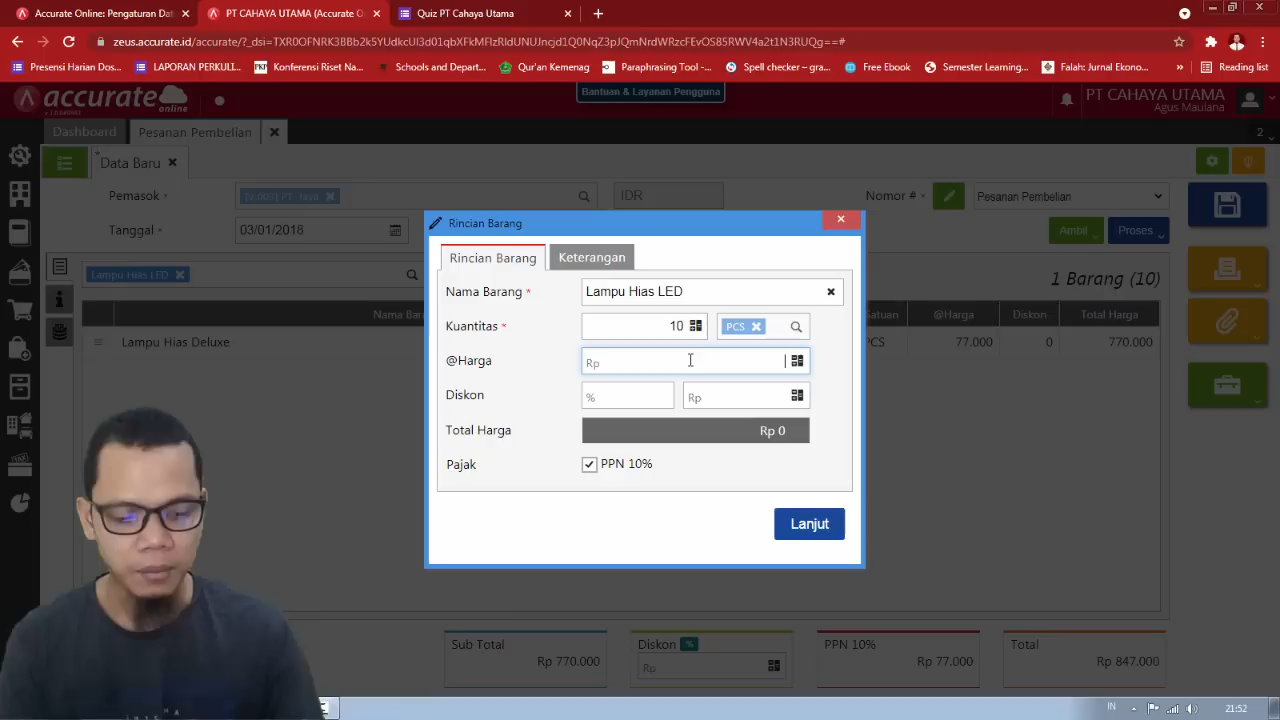 Accurate Online: Pengaturan Dat
PT CAHAYA UTAMA (Accurate O
Quiz PT Cahaya Utama
zeus.accurate.id/accurate/?_dsi=TXR0OFNRK3BBb2k5YUdkcUI3d01qbXFkMFlzRldUNUJncjd1Q0NqZ3pJQmNrdWRzcFEvOS85RWV4a2t1N3RUQg==#
Presensi Harian Dos...
LAPORAN PERKULI...
Konferensi Riset Na...
Schools and Depart...
Qur'an Kemenag
Paraphrasing Tool -...
Spell checker – gra...
Free Ebook
Semester Learning...
Falah: Jurnal Ekono...
Reading list
accurate online
Bantuan & Layanan Pengguna
PT CAHAYA UTAMA
Agus Maulana
Dashboard
Pesanan Pembelian
2
Data Baru
Pemasok
IDR
Nomor #
Pesanan Pembelian
Tanggal
03/01/2018
Ambil
Proses
Lampu Hias LED
1 Barang (10)
Nama Bar
Satuan
@Harga
Diskon
Total Harga
Lampu Hias Deluxe
PCS
77.000
0
770.000
Rincian Barang
Rincian Barang
Keterangan
Nama Barang *
Lampu Hias LED
Kuantitas *
10
PCS
@Harga
Rp
Diskon
%
Rp
Total Harga
Rp 0
Pajak
PPN 10%
Lanjut
Sub Total
Rp 770.000
Diskon %
Rp
PPN 10%
Rp 77.000
Total
Rp 847.000
IN
21:52